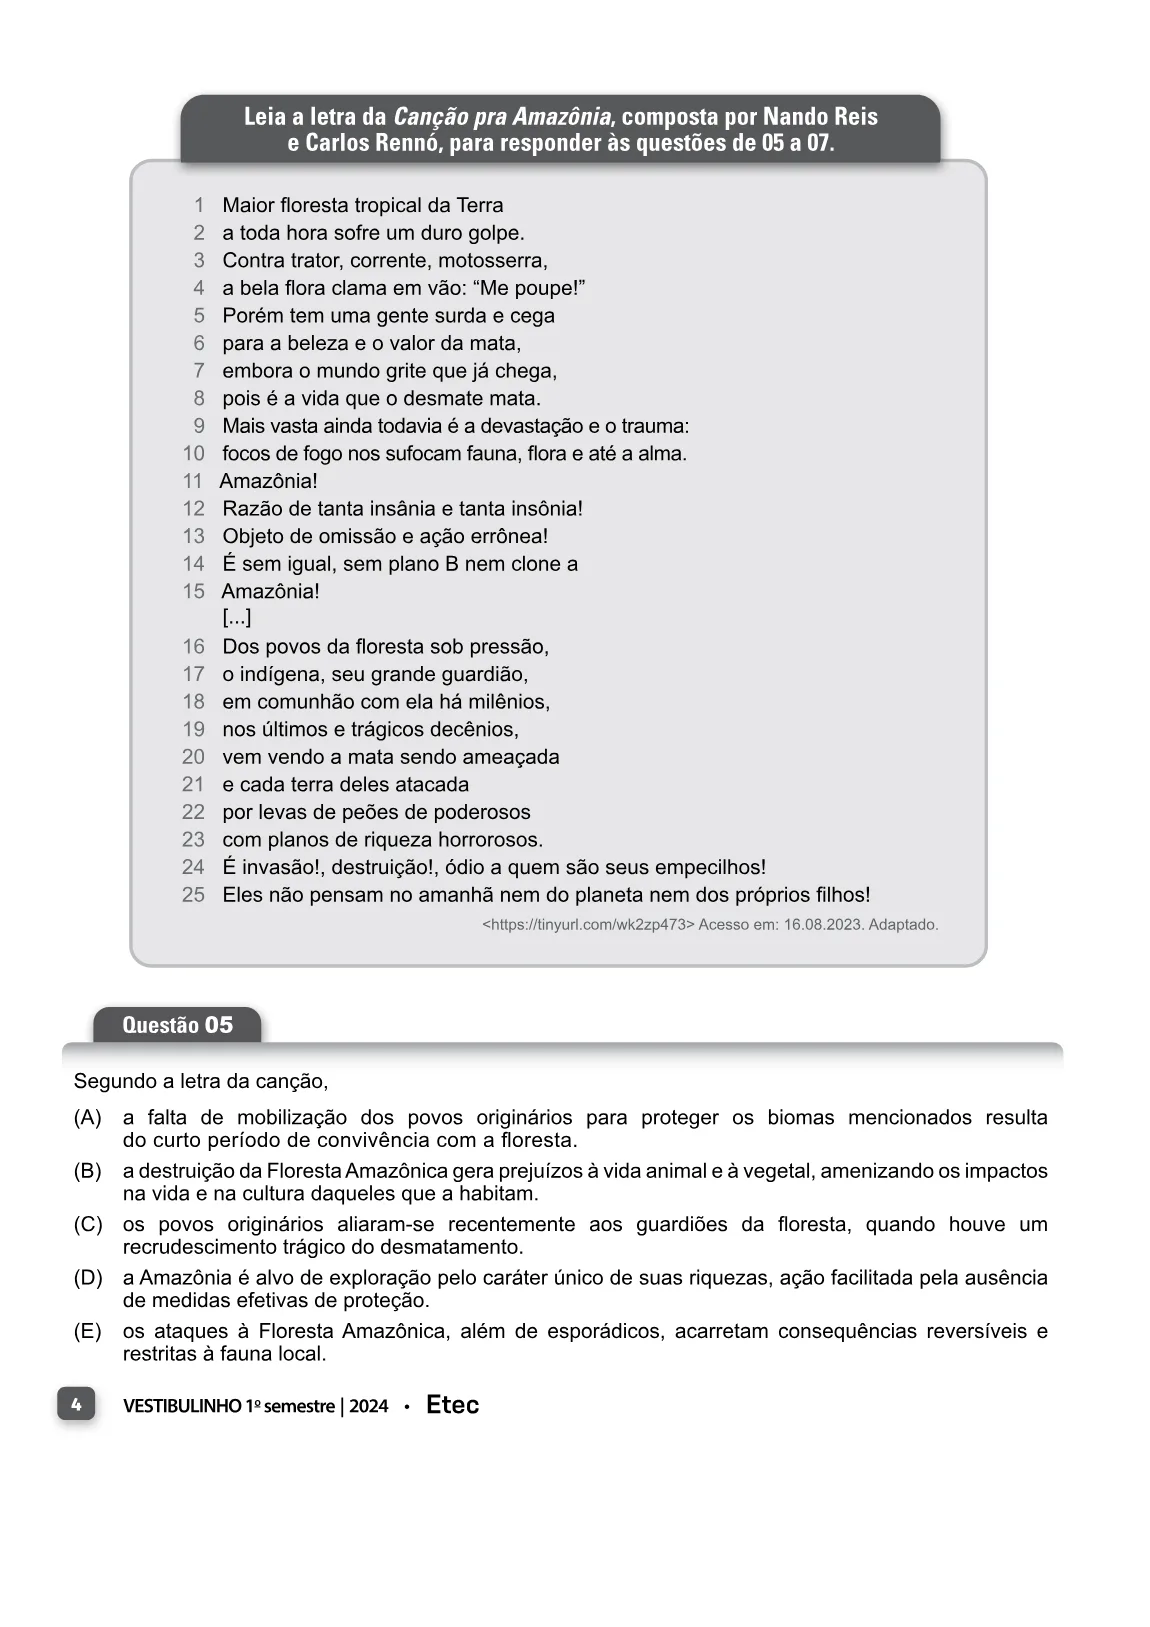 Leia a letra da Canção pra Amazônia, composta por Nando Reis
e Carlos Rennó, para responder às questões de 05 a 07.
1 Maior floresta tropical da Terra
2 a toda hora sofre um duro golpe.
3 Contra trator, corrente, motosserra,
4 a bela flora clama em vão: “Me poupe!”
5 Porém tem uma gente surda e cega
6 para a beleza e o valor da mata,
7 embora o mundo grite que já chega,
8 pois é a vida que o desmate mata.
9 Mais vasta ainda todavia é a devastação e o trauma:
10 focos de fogo nos sufocam fauna, flora e até a alma.
11 Amazônia!
12 Razão de tanta insânia e tanta insônia!
13 Objeto de omissão e ação errônea!
14 É sem igual, sem plano B nem clone a
15 Amazônia!
[...]
16 Dos povos da floresta sob pressão,
17 o indígena, seu grande guardião,
18 em comunhão com ela há milênios,
19 nos últimos e trágicos decênios,
20 vem vendo a mata sendo ameaçada
21 e cada terra deles atacada
22 por levas de peões de poderosos
23 com planos de riqueza horrorosos.
24 É invasão!, destruição!, ódio a quem são seus empecilhos!
25 Eles não pensam no amanhã nem do planeta nem dos próprios filhos!
<https://tinyurl.com/wk2zp473> Acesso em: 16.08.2023. Adaptado.
Questão 05
Segundo a letra da canção,
(A) a falta de mobilização dos povos originários para proteger os biomas mencionados resulta
do curto período de convivência com a floresta.
(B) a destruição da Floresta Amazônica gera prejuízos à vida animal e à vegetal, amenizando os impactos
na vida e na cultura daqueles que a habitam.
(C) os povos originários aliaram-se recentemente aos guardiões da floresta, quando houve um
recrudescimento trágico do desmatamento.
(D) a Amazônia é alvo de exploração pelo caráter único de suas riquezas, ação facilitada pela ausência
de medidas efetivas de proteção.
(E) os ataques à Floresta Amazônica, além de esporádicos, acarretam consequências reversíveis e
restritas à fauna local.
4 VESTIBULINHO 1º semestre | 2024 • Etec